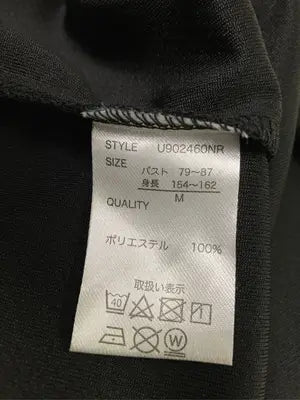 STYLE U902460NR
SIZE
バスト 79～87
身長 154～162
M
QUALITY
ポリエステル 100%
取扱い表示
40
W